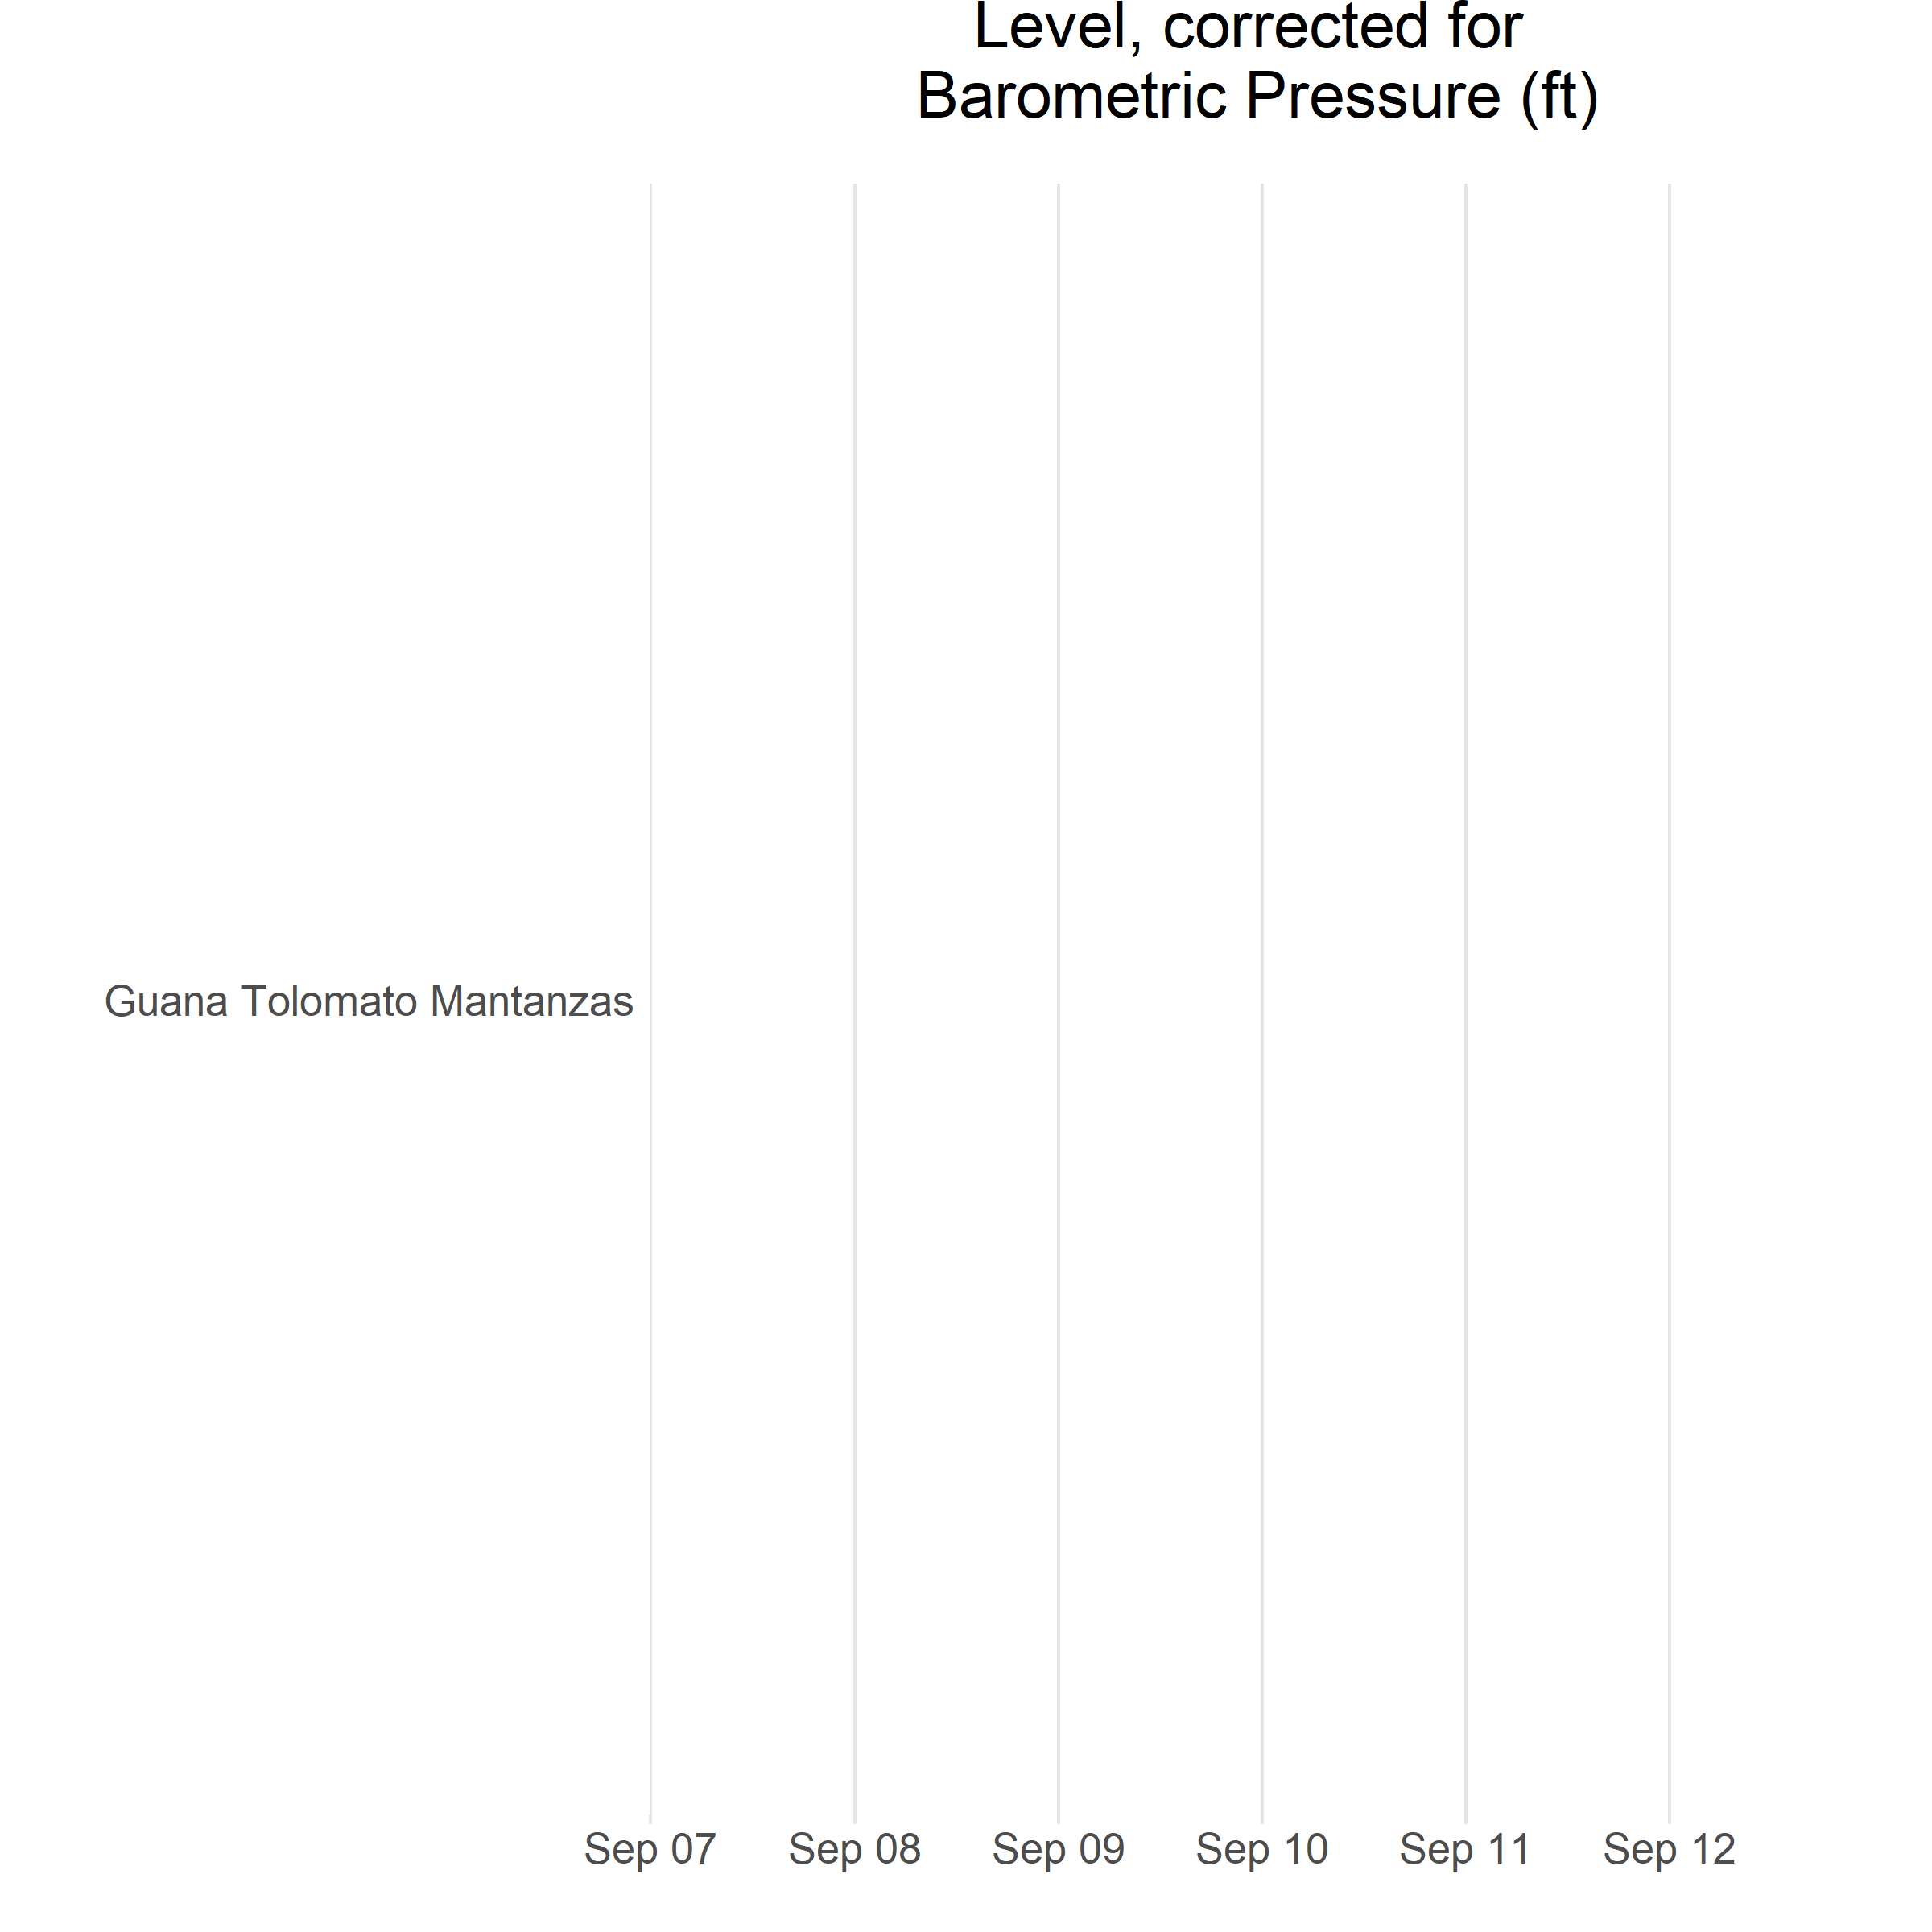 Level, corrected for
Barometric Pressure (ft)
Guana Tolomato Mantanzas
Sep 07 Sep 08 Sep 09 Sep 10 Sep 11 Sep 12